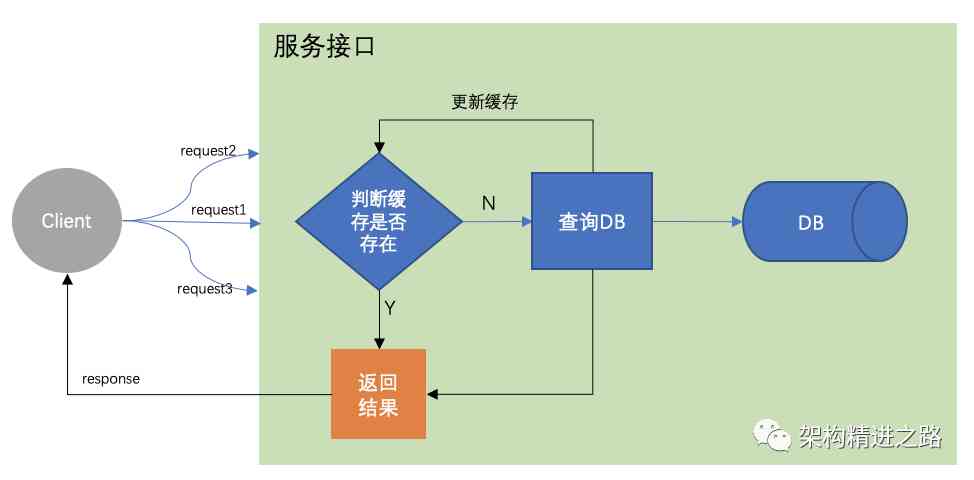 服务接口
更新缓存
request2
request1
request3
Client
判断缓
存是否
存在
N
查询DB
DB
Y
返回
结果
response
架构精进之路